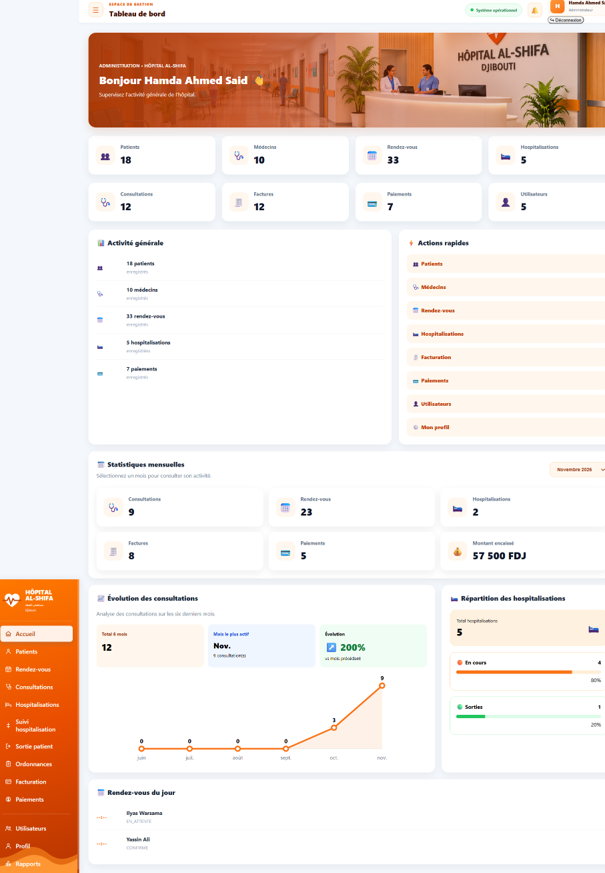 ESPACE DE GESTION
Tableau de bord
Système opérationnel
H
Hamda Ahmed Sa
Administrateur
Déconnexion
ADMINISTRATION • HÔPITAL AL-SHIFA
Bonjour Hamda Ahmed Said
Supervisez l'activité générale de l'hôpital.
HÔPITAL AL-SHIFA
DJIBOUTI
Patients
18
Médecins
10
Rendez-vous
33
Hospitalisations
5
Consultations
12
Factures
12
Paiements
7
Utilisateurs
5
Activité générale
18 patients
enregistrés
10 médecins
enregistrés
33 rendez-vous
enregistrés
5 hospitalisations
enregistrées
7 paiements
enregistrés
Actions rapides
Patients
Médecins
Rendez-vous
Hospitalisations
Facturation
Paiements
Utilisateurs
Mon profil
Statistiques mensuelles
Sélectionnez un mois pour consulter son activité.
Novembre 2026
Consultations
9
Rendez-vous
23
Hospitalisations
2
Factures
8
Paiements
5
Montant encaissé
57 500 FDJ
Évolution des consultations
Analyse des consultations sur les six derniers mois.
Total 6 mois
12
Mois le plus actif
Nov.
9 consultation(s)
Évolution
200%
vs mois précédent
0
0
0
0
3
9
juin
juil.
août
sept.
oct.
nov.
Répartition des hospitalisations
Total hospitalisations
5
En cours
4
80%
Sorties
1
20%
Rendez-vous du jour
--:--
Ilyas Warsama
EN_ATTENTE
--:--
Yassin Ali
CONFIRME
HÔPITAL
AL-SHIFA
Djibouti
Accueil
Patients
Rendez-vous
Consultations
Hospitalisations
Suivi
hospitalisation
Sortie patient
Ordonnances
Facturation
Paiements
Utilisateurs
Profil
Rapports